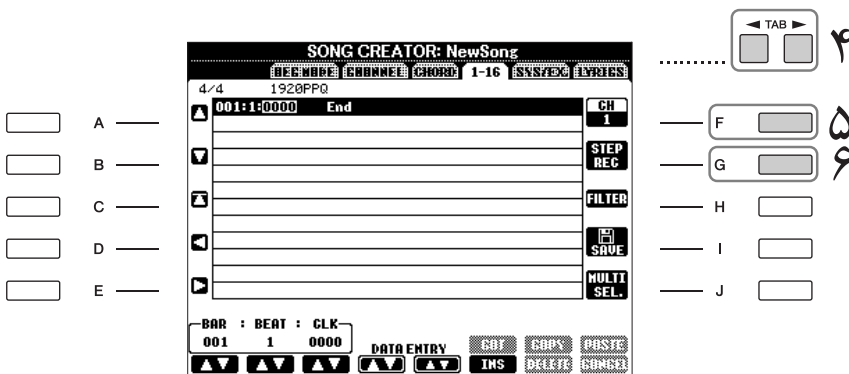 ◄ TAB ►
۴
SONG CREATOR: NewSong
REC MODE CHANNEL CHORD 1-16 SYS/EX. LYRICS
4/4 1920PPQ
001:1:0000 End
CH
1
A
F
۵
STEP
REC
B
G
۶
C
FILTER
H
D
SAVE
I
E
MULTI
SEL.
J
BAR : BEAT : CLK
001 1 0000
DATA ENTRY
CUT COPY PASTE
INS DELETE CANCEL